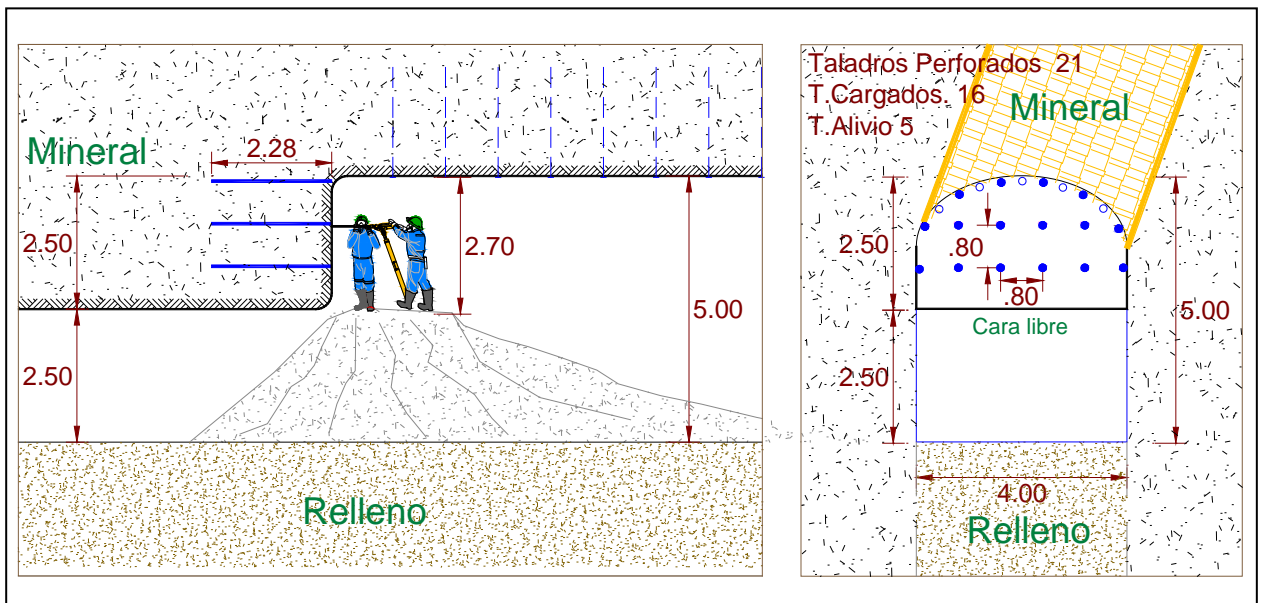 Mineral
2.28
2.50
2.70
5.00
2.50
Relleno
Taladros Perforados 21
T.Cargados. 16
T.Alivio 5
Mineral
2.50
.80
.80
5.00
Cara libre
2.50
4.00
Relleno